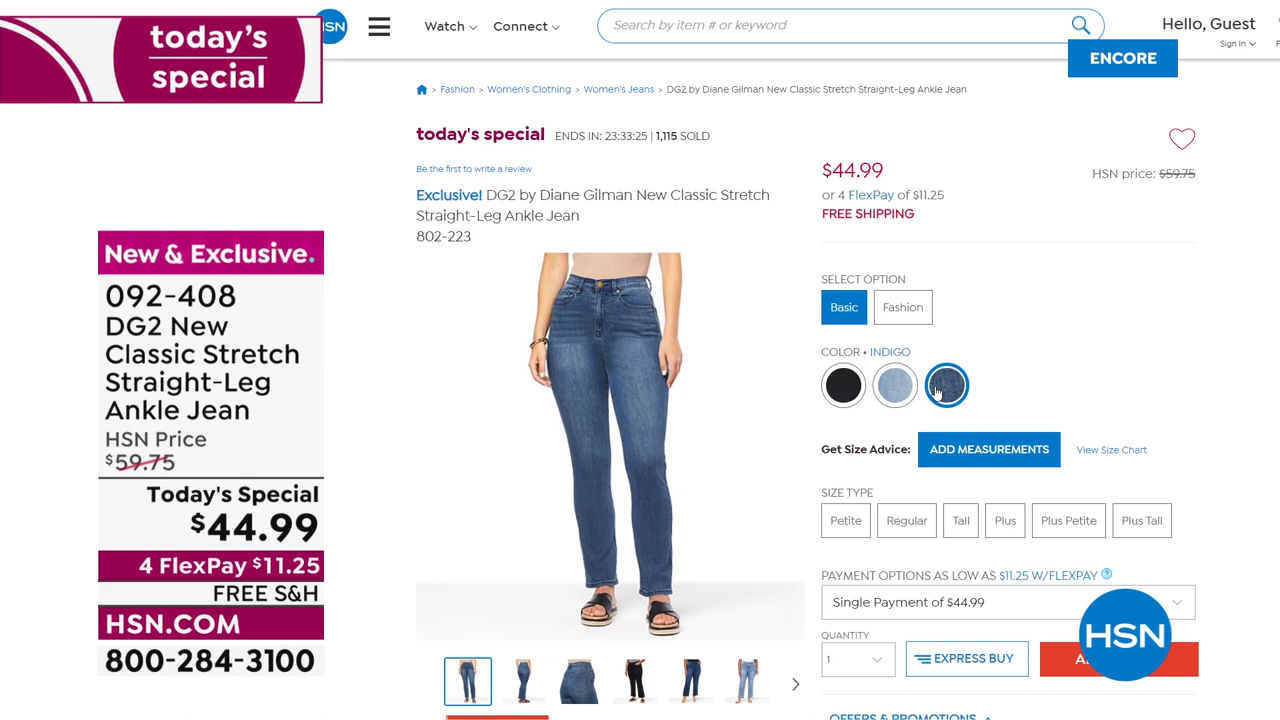 today's
special
HSN
Watch
Connect
Search by item # or keyword
Hello, Guest
Sign In
ENCORE
> Fashion > Women's Clothing > Women's Jeans > DG2 by Diane Gilman New Classic Stretch Straight-Leg Ankle Jean
today's special ENDS IN: 23:33:25 | 1,115 SOLD
Be the first to write a review
Exclusive! DG2 by Diane Gilman New Classic Stretch
Straight-Leg Ankle Jean
802-223
$44.99
HSN price: $59.75
or 4 FlexPay of $11.25
FREE SHIPPING
SELECT OPTION
Basic
Fashion
COLOR • INDIGO
Get Size Advice:
ADD MEASUREMENTS
View Size Chart
SIZE TYPE
Petite
Regular
Tall
Plus
Plus Petite
Plus Tall
PAYMENT OPTIONS AS LOW AS $11.25 W/FLEXPAY ?
Single Payment of $44.99
QUANTITY
1
EXPRESS BUY
HSN
OFFERS & PROMOTIONS
New & Exclusive.
092-408
DG2 New
Classic Stretch
Straight-Leg
Ankle Jean
HSN Price
$59.75
Today's Special
$44.99
4 FlexPay $11.25
FREE S&H
HSN.COM
800-284-3100